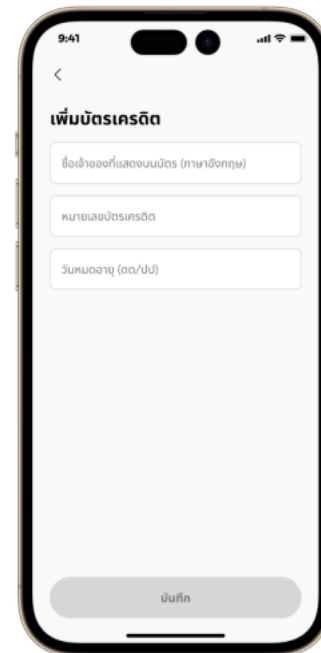 9:41
เพิ่มบัตรเครดิต
ชื่อเจ้าของที่แสดงบนบัตร (ภาษาอังกฤษ)
หมายเลขบัตรเครดิต
วันหมดอายุ (ดด/ปป)
บันทึก